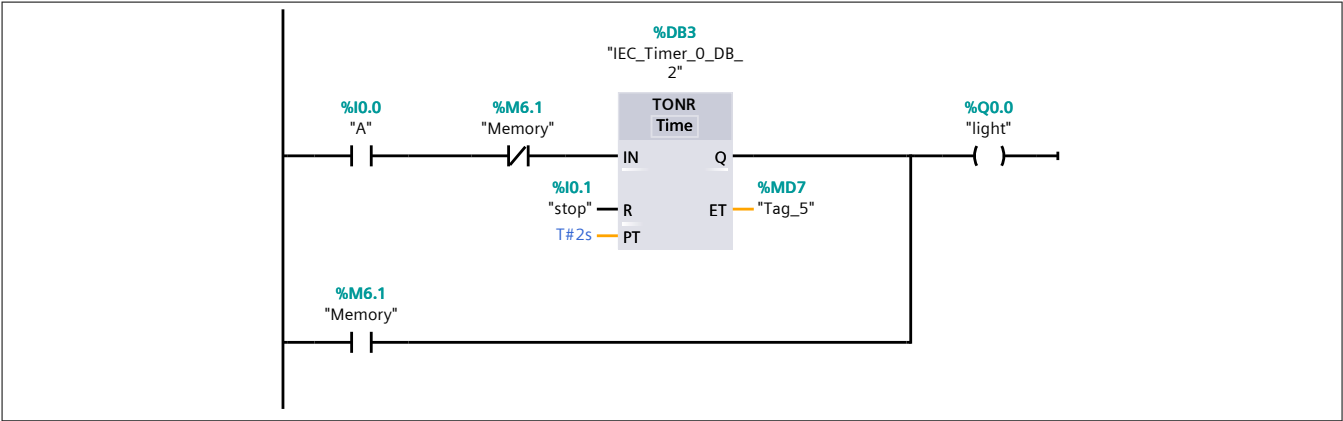 %DB3
"IEC_Timer_0_DB_
2"
%I0.0
"A"
%M6.1
"Memory"
TONR
Time
%Q0.0
"light"
IN
Q
%I0.1
"stop"
R
ET
%MD7
"Tag_5"
T#2s
PT
%M6.1
"Memory"